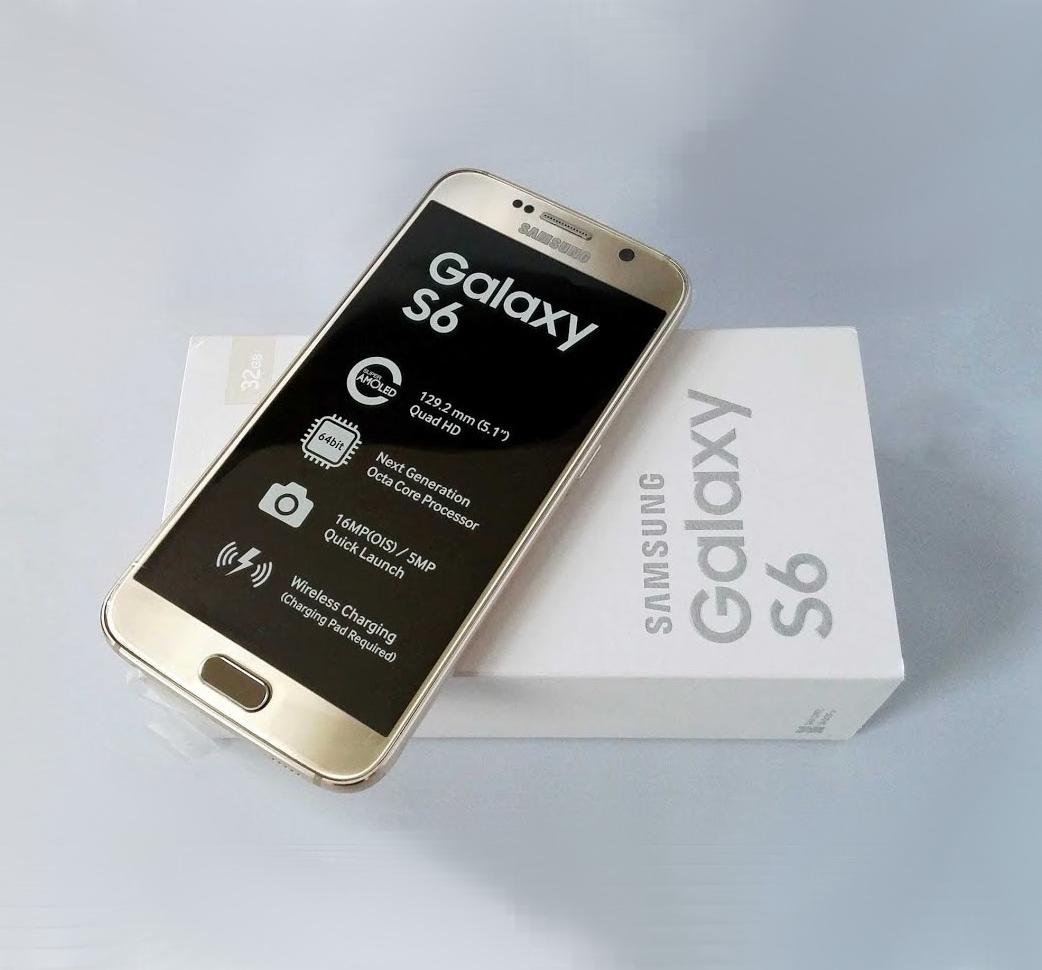 SAMSUNG
Galaxy
S6
SUPER
AMOLED
129.2 mm (5.1")
Quad HD
64bit
Next Generation
Octa Core Processor
16MP(OIS) / 5MP
Quick Launch
Wireless Charging
(Charging Pad Required)
32GB
SAMSUNG
Galaxy
S6